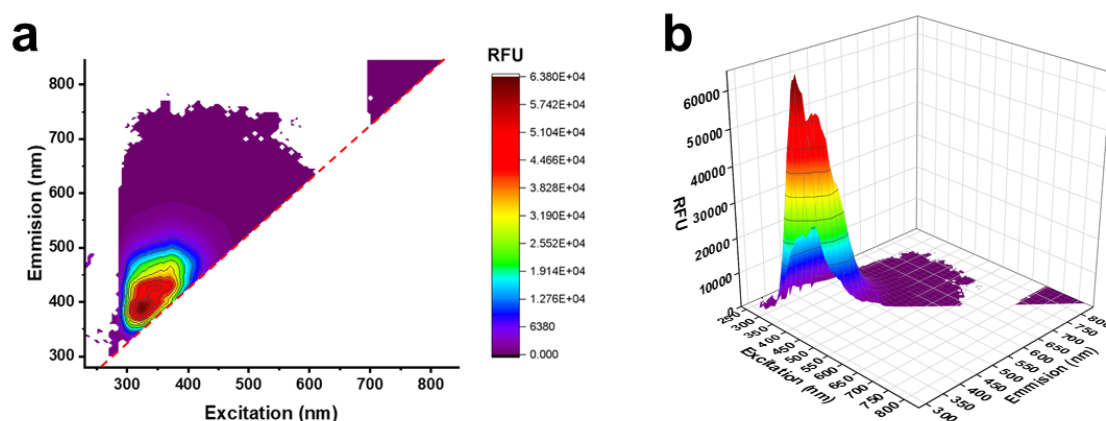 a
RFU
6.380E+04
5.742E+04
5.104E+04
4.466E+04
3.828E+04
3.190E+04
2.552E+04
1.914E+04
1.276E+04
6380
0.000
800
700
600
500
400
300
Emmision (nm)
300 400 500 600 700 800
Excitation (nm)
b
60000
50000
40000
30000
20000
10000
0
RFU
250 300 350 400 450 500 550 600 650 700 750 800
Excitation (nm)
300 350 400 450 500 550 600 650 700 750 800
Emmision (nm)